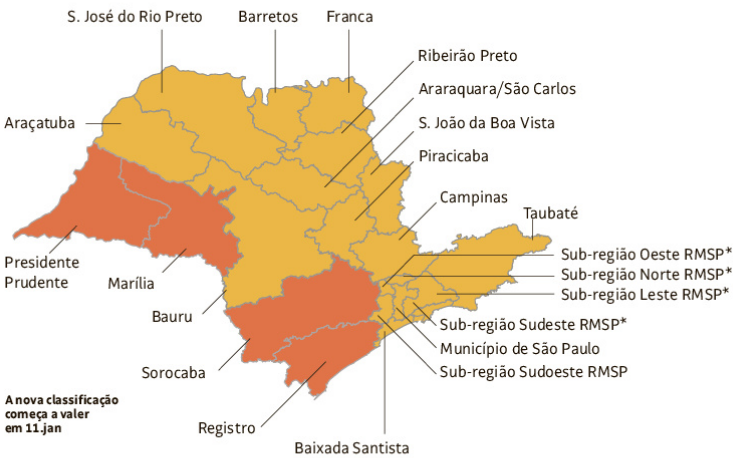 S. José do Rio Preto
Barretos
Franca
Ribeirão Preto
Araraquara/São Carlos
Araçatuba
S. João da Boa Vista
Piracicaba
Campinas
Taubaté
Sub-região Oeste RMSP*
Presidente
Prudente
Sub-região Norte RMSP*
Marília
Sub-região Leste RMSP*
Bauru
Sub-região Sudeste RMSP*
Município de São Paulo
Sorocaba
Sub-região Sudoeste RMSP
A nova classificação
começa a valer
em 11.jan
Registro
Baixada Santista